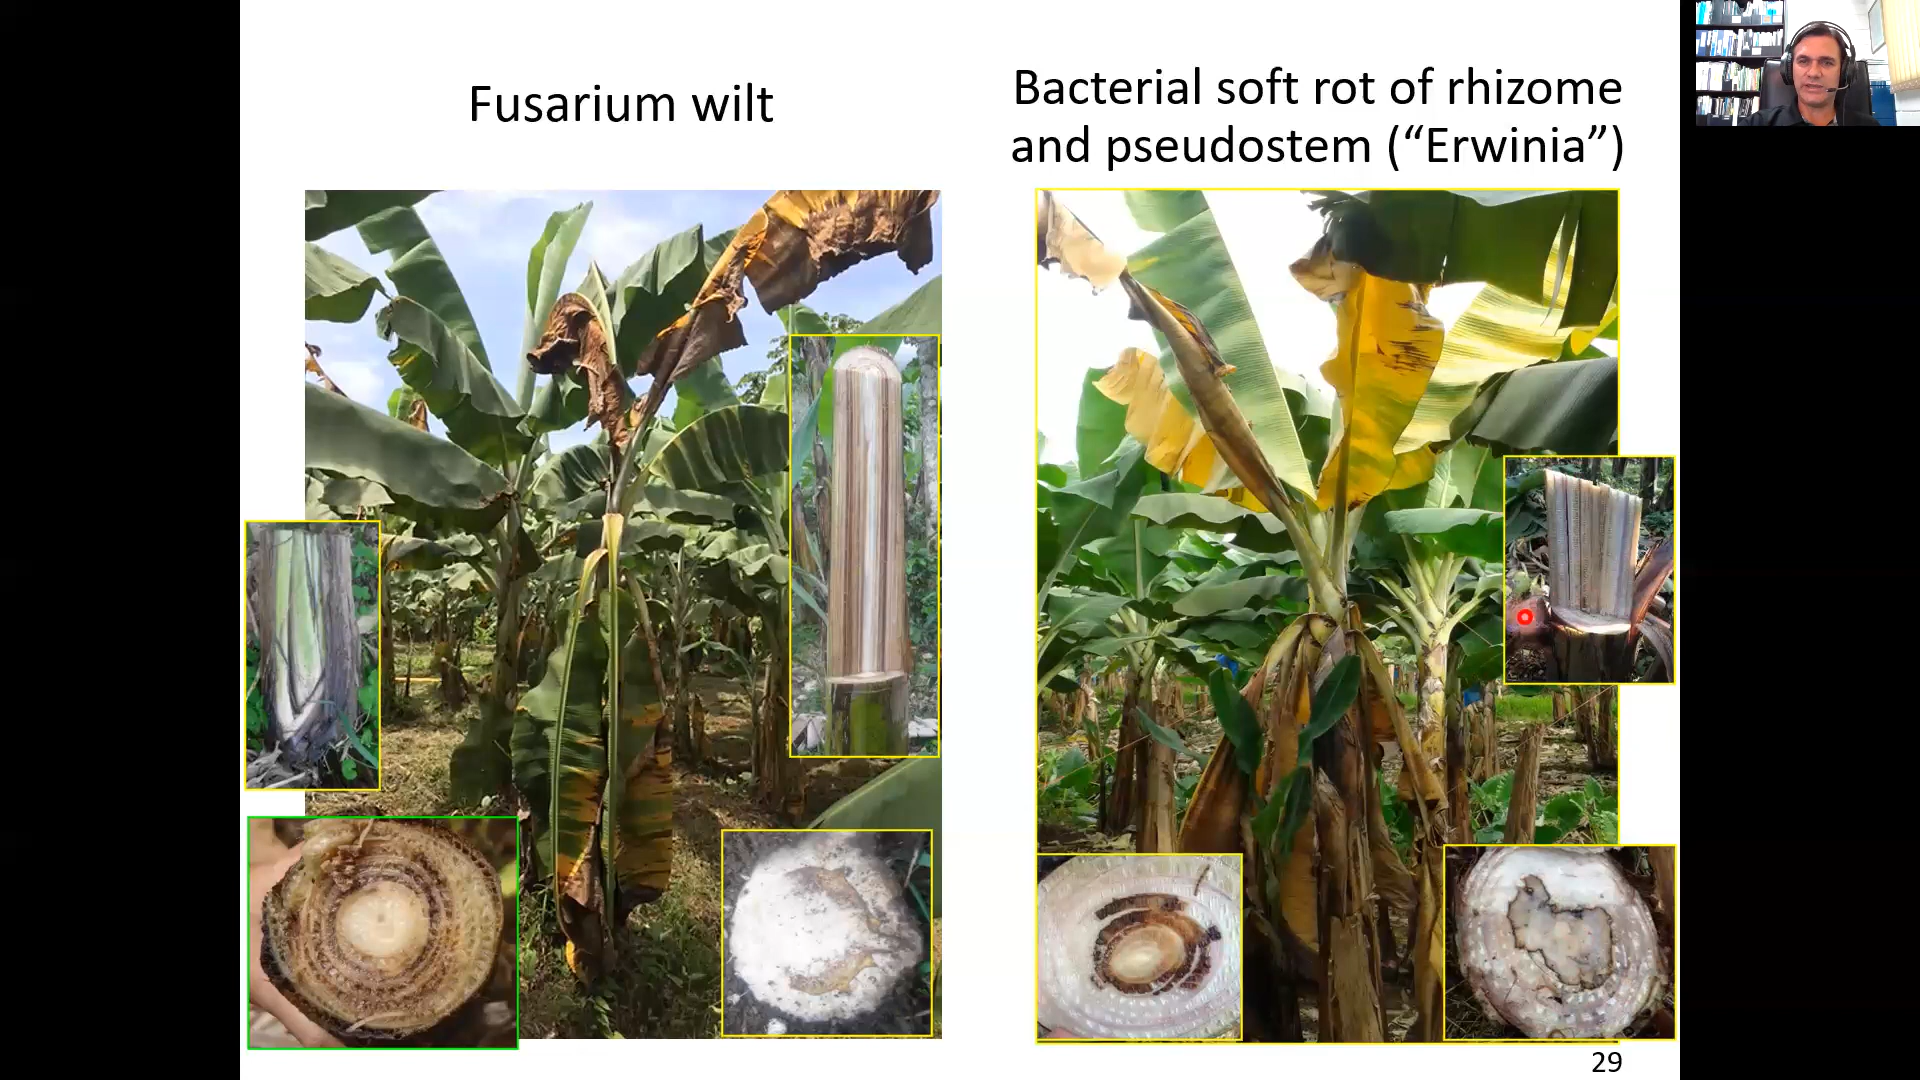 Fusarium wilt
Bacterial soft rot of rhizome
and pseudostem (“Erwinia”)
29